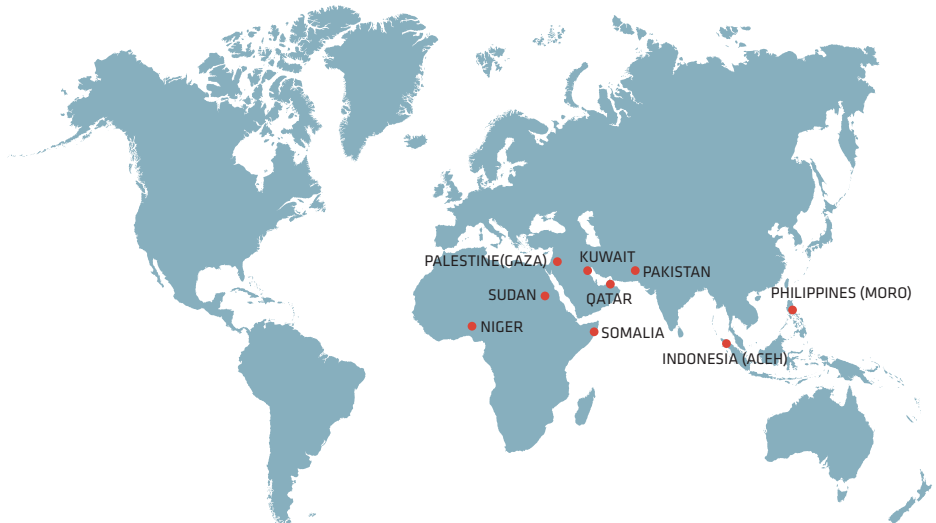 KUWAIT
PALESTINE(GAZA)
PAKISTAN
PHILIPPINES (MORO)
SUDAN
QATAR
NIGER
SOMALIA
INDONESIA (ACEH)